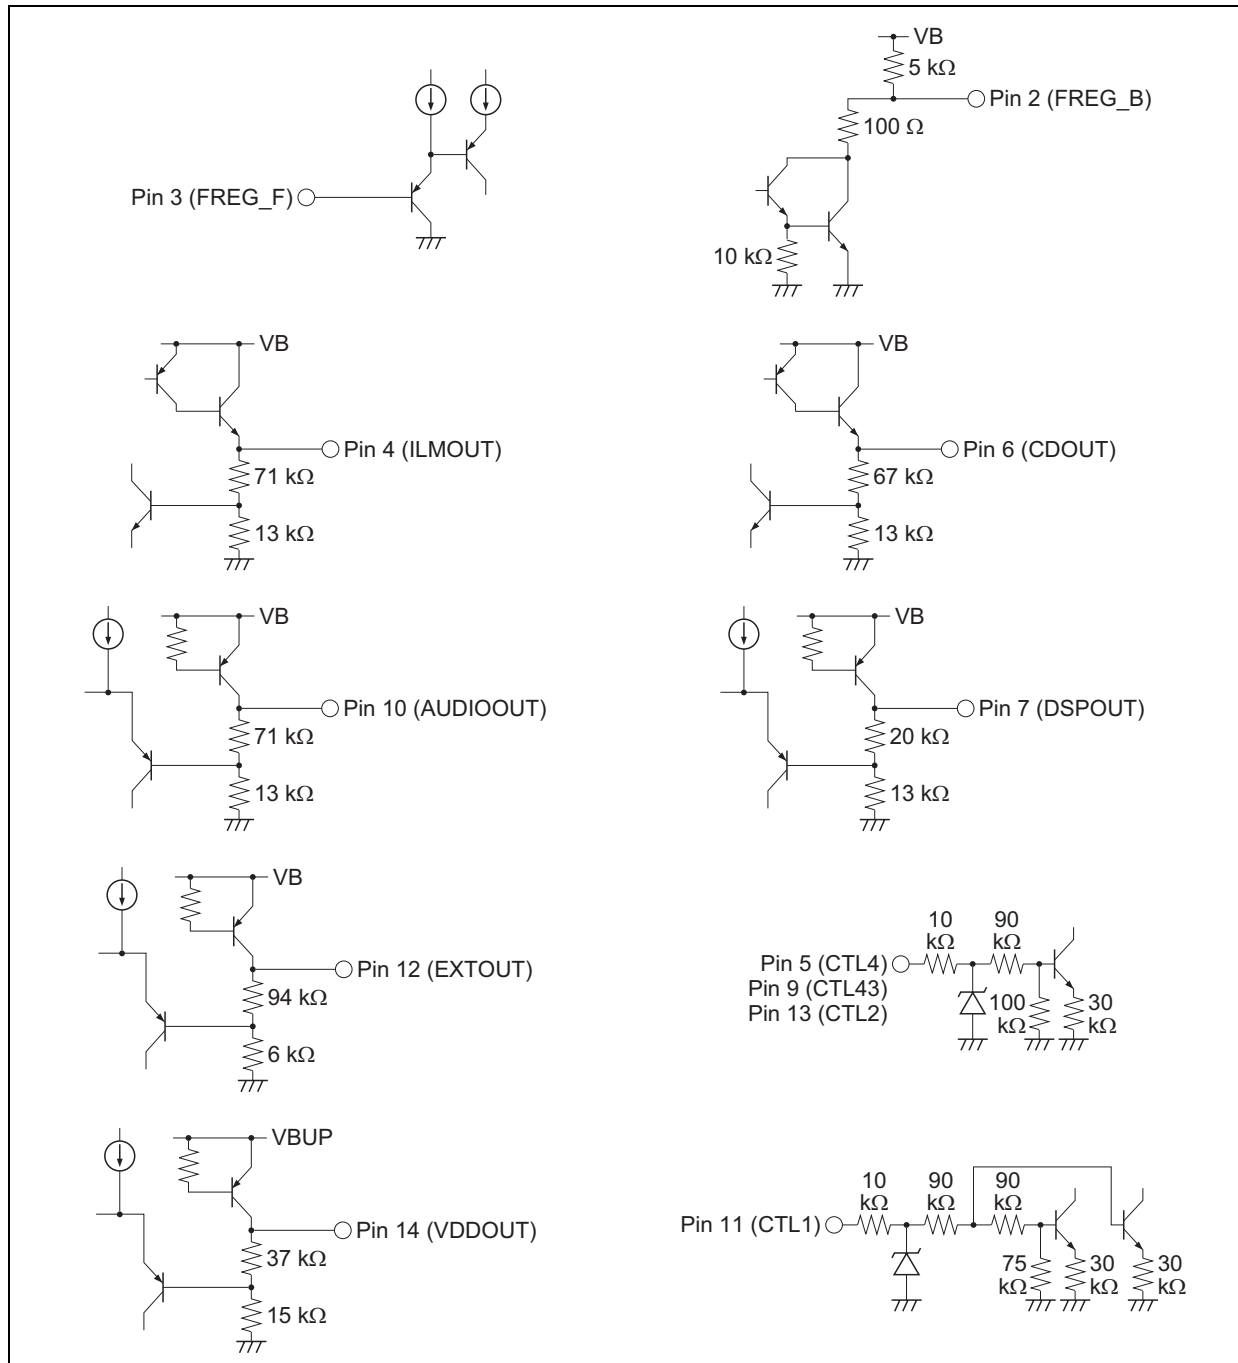 VB
5 kΩ
Pin 2 (FREG_B)
100 Ω
Pin 3 (FREG_F)
10 kΩ
VB
Pin 4 (ILMOUT)
71 kΩ
13 kΩ
VB
Pin 6 (CDOUT)
67 kΩ
13 kΩ
VB
Pin 10 (AUDIOOUT)
71 kΩ
13 kΩ
VB
Pin 7 (DSPOUT)
20 kΩ
13 kΩ
VB
Pin 12 (EXTOUT)
94 kΩ
6 kΩ
10
kΩ
90
kΩ
Pin 5 (CTL4)
Pin 9 (CTL43)
Pin 13 (CTL2)
100
kΩ
30
kΩ
VBUP
Pin 14 (VDDOUT)
37 kΩ
15 kΩ
10
kΩ
90
kΩ
90
kΩ
Pin 11 (CTL1)
75
kΩ
30
kΩ
30
kΩ